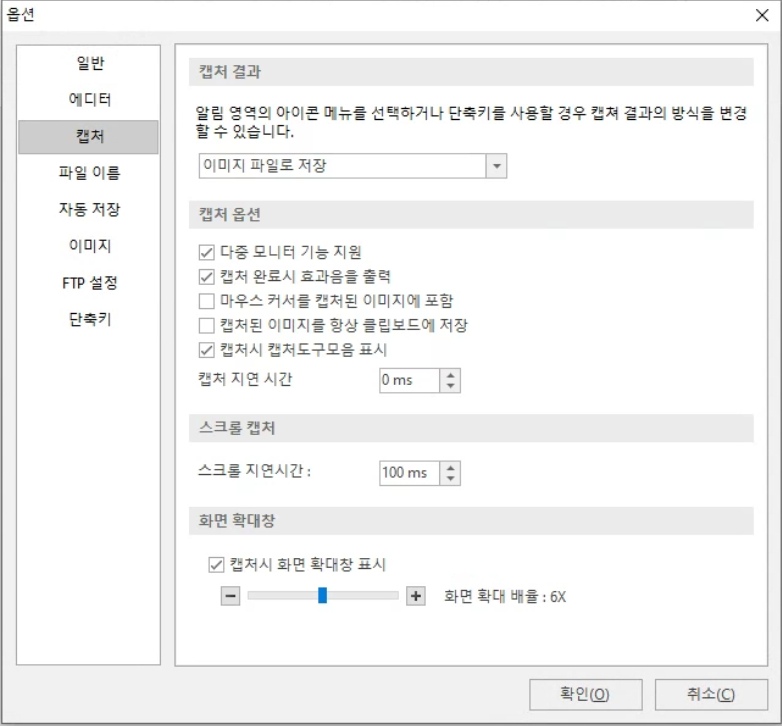 옵션
일반
에디터
캡처
파일 이름
자동 저장
이미지
FTP 설정
단축키
캡처 결과
알림 영역의 아이콘 메뉴를 선택하거나 단축키를 사용할 경우 캡쳐 결과의 방식을 변경
할 수 있습니다.
이미지 파일로 저장
캡처 옵션
다중 모니터 기능 지원
캡처 완료시 효과음을 출력
마우스 커서를 캡처된 이미지에 포함
캡처된 이미지를 항상 클립보드에 저장
캡처시 캡처도구모음 표시
캡처 지연 시간 0 ms
스크롤 캡처
스크롤 지연시간 : 100 ms
화면 확대창
캡처시 화면 확대창 표시
화면 확대 배율 : 6X
확인(O) 취소(C)